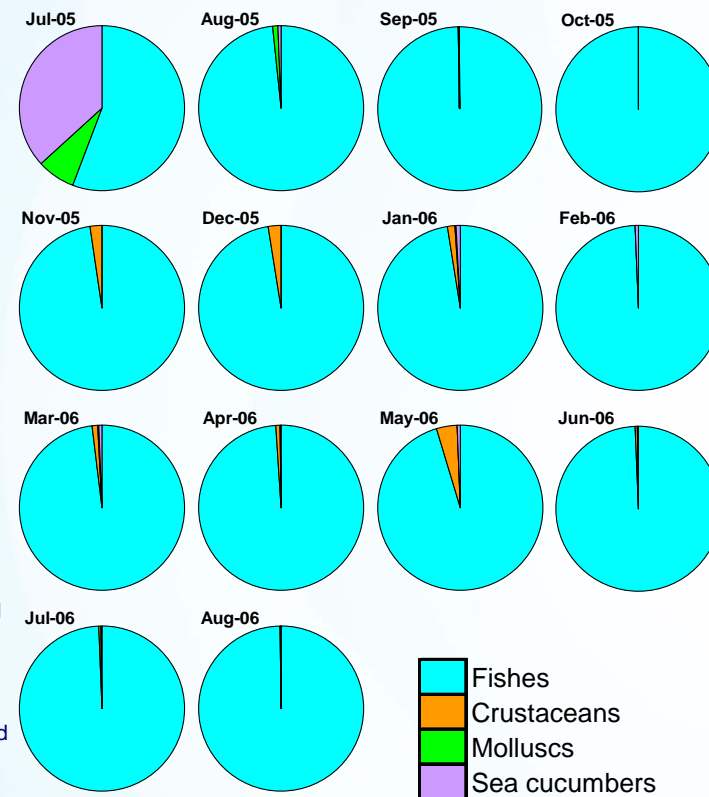 Jul-05 Aug-05 Sep-05 Oct-05
Nov-05 Dec-05 Jan-06 Feb-06
Mar-06 Apr-06 May-06 Jun-06
Jul-06 Aug-06
Fishes
Crustaceans
Molluscs
Sea cucumbers